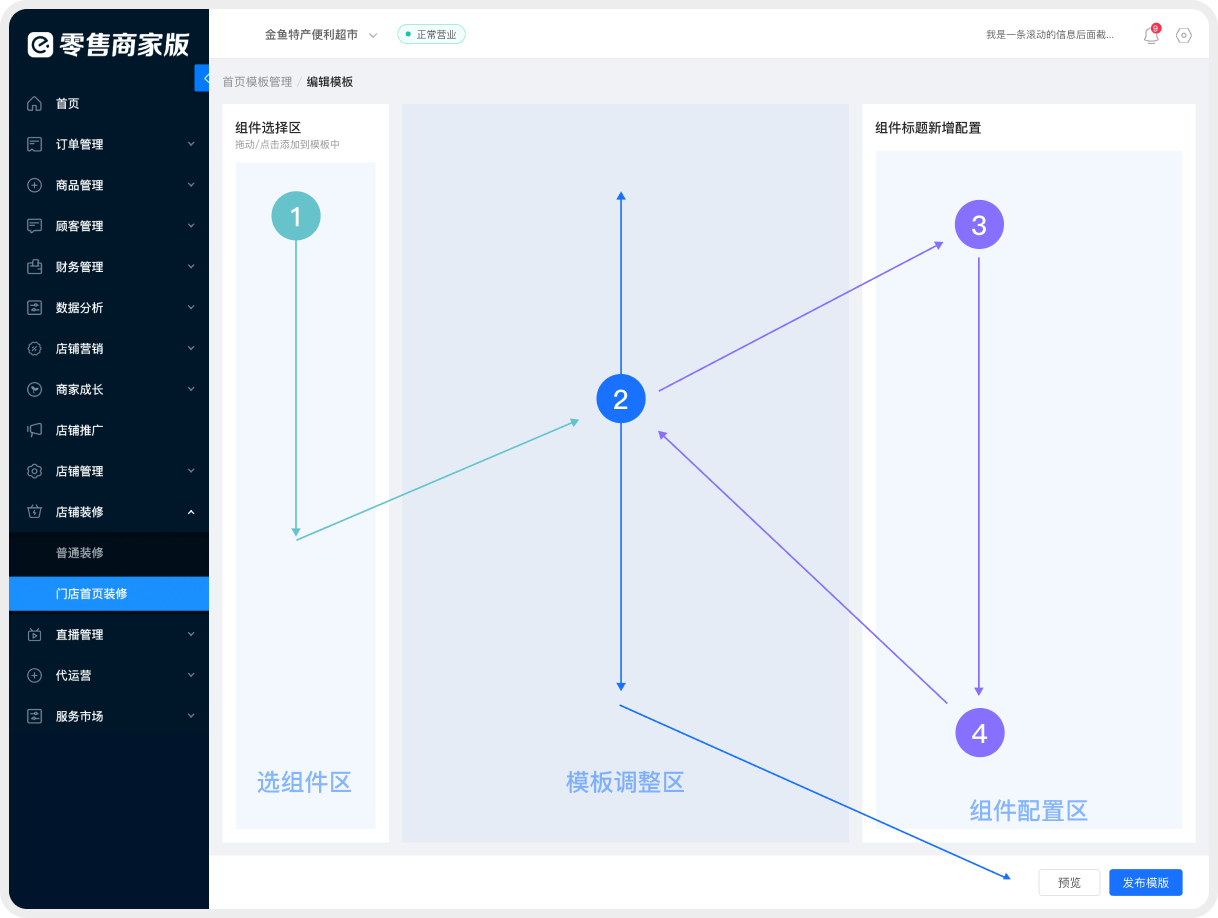 零售商家版
金鱼特产便利超市
正常营业
我是一条滚动的信息后面截...
9
首页模板管理 / 编辑模板
首页
订单管理
商品管理
顾客管理
财务管理
数据分析
店铺营销
商家成长
店铺推广
店铺管理
店铺装修
普通装修
门店首页装修
直播管理
代运营
服务市场
组件选择区
拖动/点击添加到模板中
1
选组件区
2
模板调整区
组件标题新增配置
3
4
组件配置区
预览
发布模版